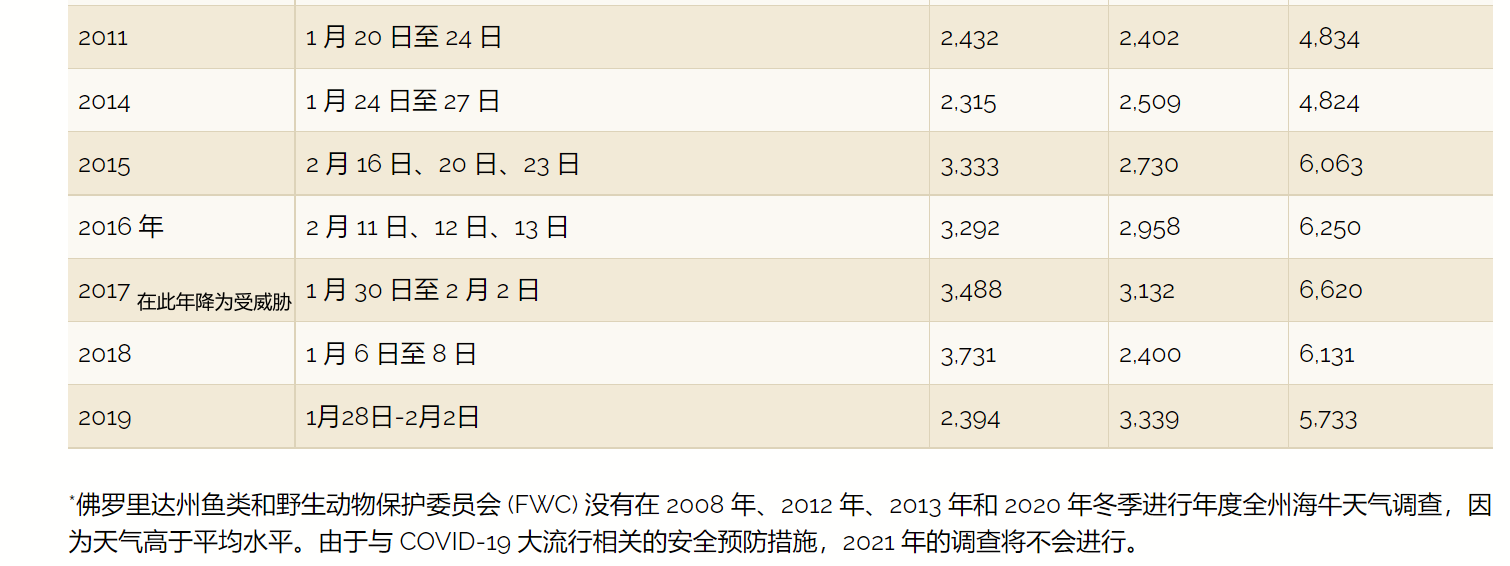 2011 1 月 20 日至 24 日 2,432 2,402 4,834
2014 1 月 24 日至 27 日 2,315 2,509 4,824
2015 2 月 16 日、20 日、23 日 3,333 2,730 6,063
2016 年 2 月 11 日、12 日、13 日 3,292 2,958 6,250
2017 在此年降为受威胁 1 月 30 日至 2 月 2 日 3,488 3,132 6,620
2018 1 月 6 日至 8 日 3,731 2,400 6,131
2019 1月28日-2月2日 2,394 3,339 5,733
*佛罗里达州鱼类和野生动物保护委员会 (FWC) 没有在 2008 年、2012 年、2013 年和 2020 年冬季进行年度全州海牛天气调查，因
为天气高于平均水平。由于与 COVID-19 大流行相关的安全预防措施，2021 年的调查将不会进行。